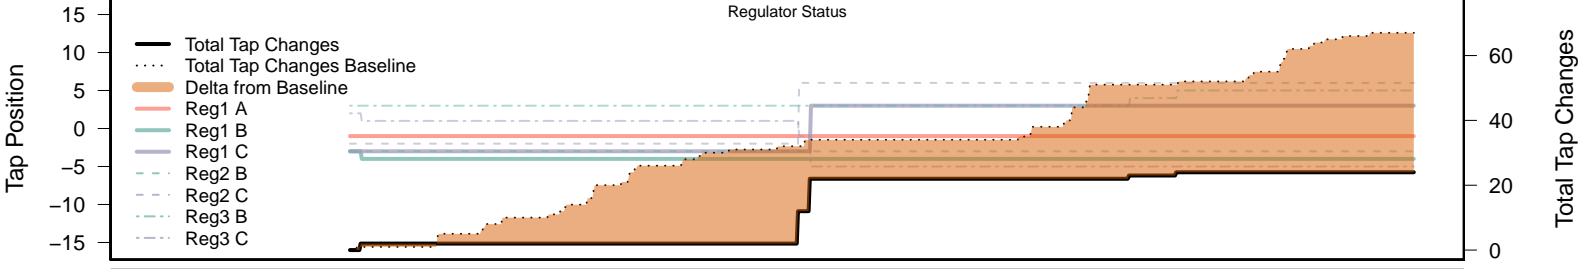 Regulator Status
Tap Position
15
10
5
0
−5
−10
−15
Total Tap Changes
Total Tap Changes Baseline
Delta from Baseline
Reg1 A
Reg1 B
Reg1 C
Reg2 B
Reg2 C
Reg3 B
Reg3 C
60
40
20
0
Total Tap Changes